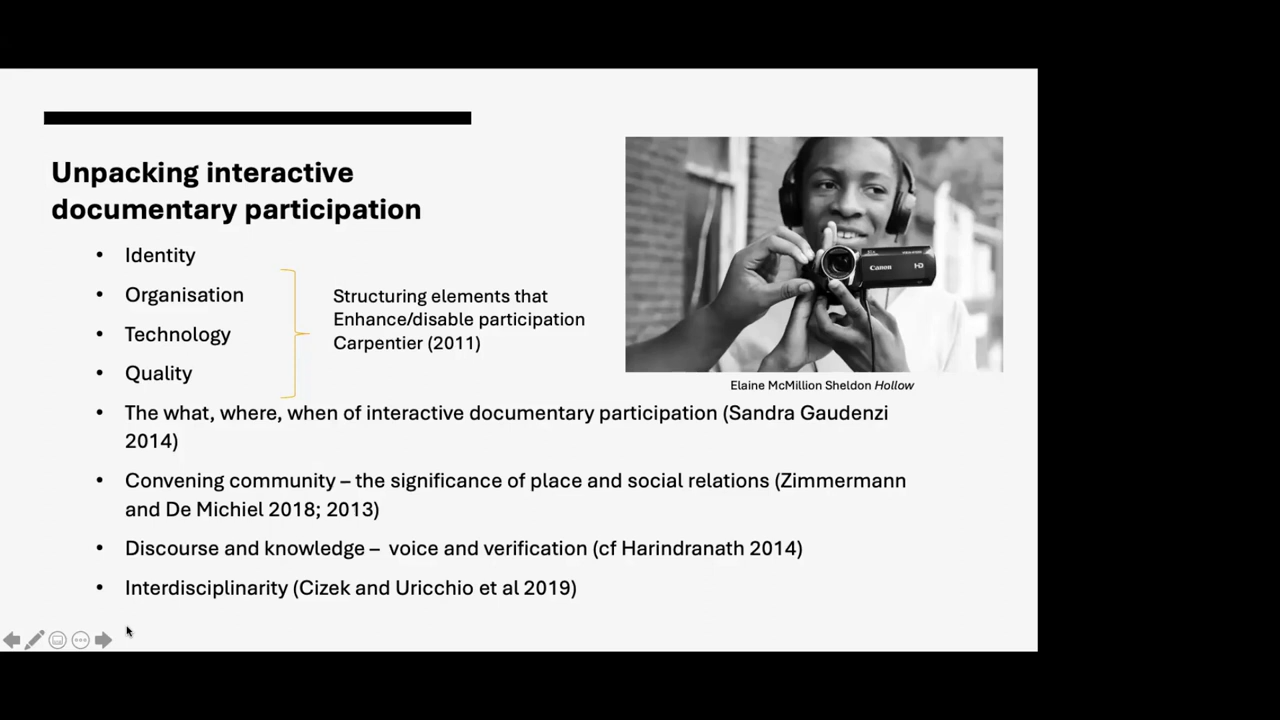 Unpacking interactive
documentary participation
• Identity
• Organisation
• Technology
• Quality
Structuring elements that
Enhance/disable participation
Carpentier (2011)
Canon
HD
Elaine McMillion Sheldon Hollow
• The what, where, when of interactive documentary participation (Sandra Gaudenzi
2014)
• Convening community – the significance of place and social relations (Zimmermann
and De Michiel 2018; 2013)
• Discourse and knowledge – voice and verification (cf Harindranath 2014)
• Interdisciplinarity (Cizek and Uricchio et al 2019)